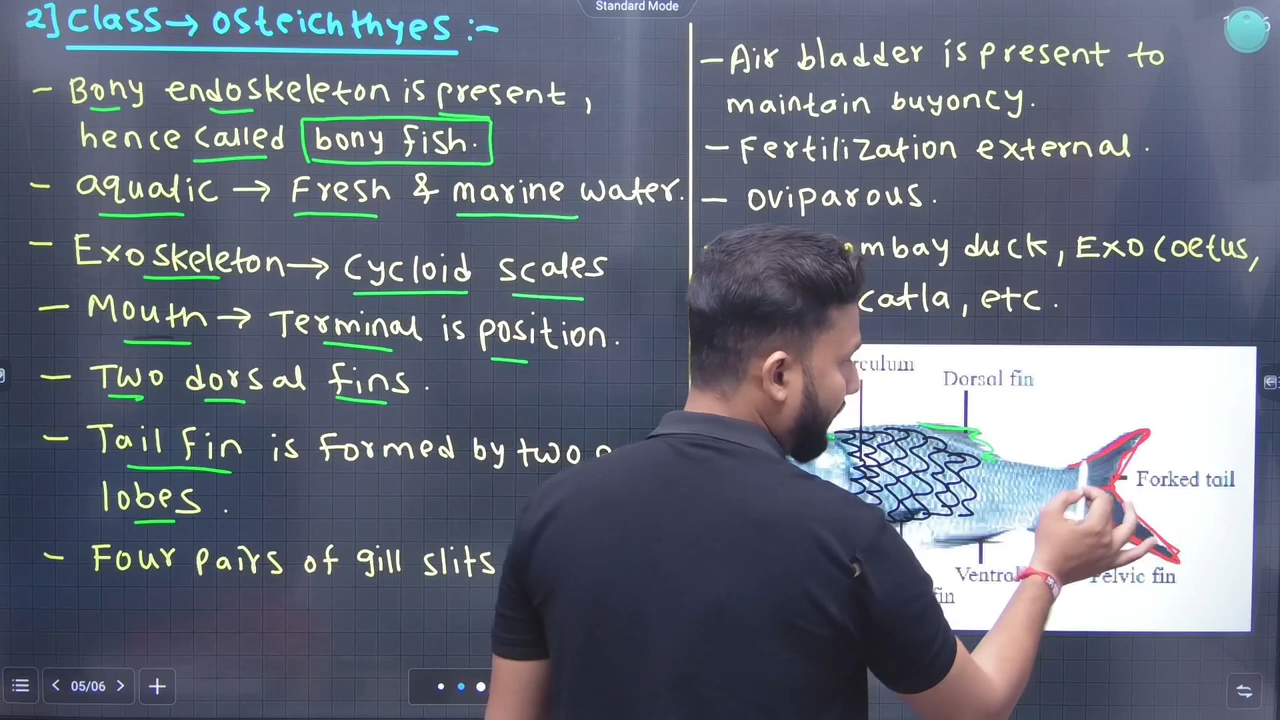 Standard Mode
2] Class → Osteichthyes :-
- Bony endoskeleton is present,
hence called bony fish.
- aquatic → Fresh & marine water.
- Exoskeleton → Cycloid scales
- Mouth → Terminal is position.
- Two dorsal fins.
- Tail fin is formed by two
lobes.
- Four pairs of gill slits
- Air bladder is present to
maintain buyoncy.
- Fertilization external.
- Oviparous.
duck, Exocoetus,
catla, etc.
Dorsal fin
Forked tail
Pelvic fin
fin
05/06